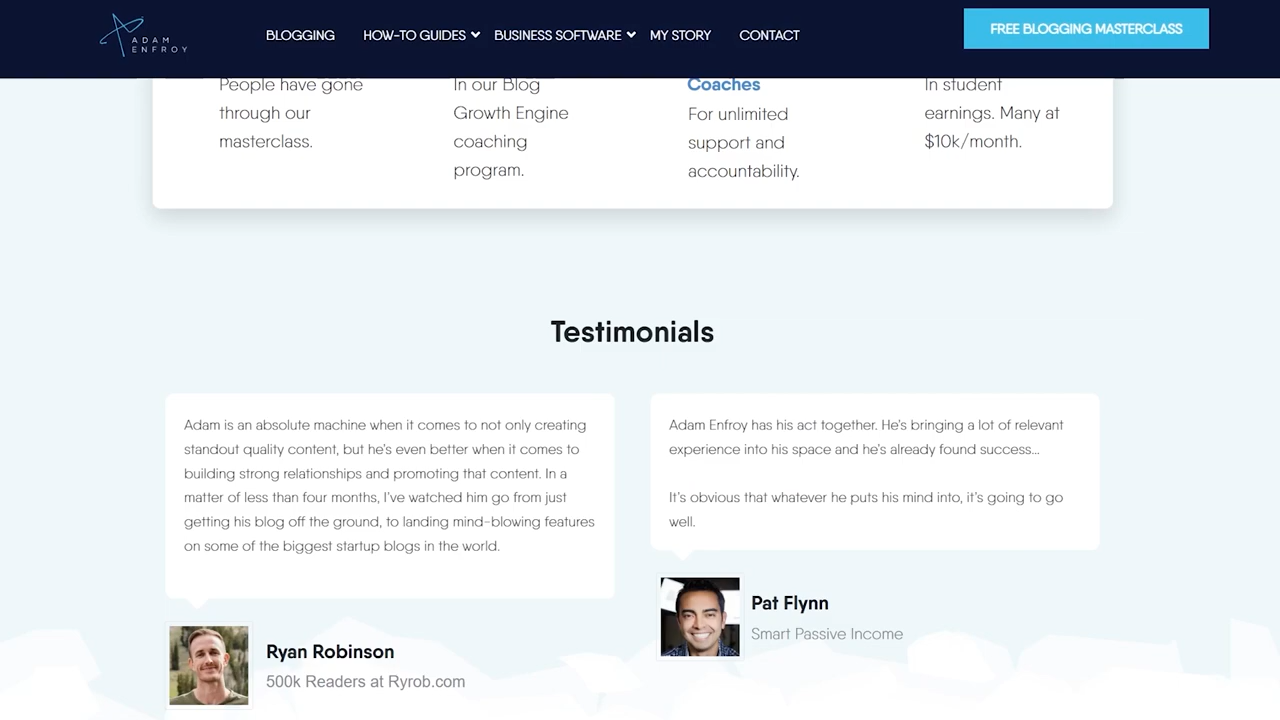 ADAM
ENFROY
BLOGGING
HOW-TO GUIDES
BUSINESS SOFTWARE
MY STORY
CONTACT
FREE BLOGGING MASTERCLASS
People have gone
through our
masterclass.
In our Blog
Growth Engine
coaching
program.
Coaches
For unlimited
support and
accountability.
In student
earnings. Many at
$10k/month.
Testimonials
Adam is an absolute machine when it comes to not only creating
standout quality content, but he's even better when it comes to
building strong relationships and promoting that content. In a
matter of less than four months, I've watched him go from just
getting his blog off the ground, to landing mind-blowing features
on some of the biggest startup blogs in the world.
Ryan Robinson
500k Readers at Ryrob.com
Adam Enfroy has his act together. He's bringing a lot of relevant
experience into his space and he's already found success...
It's obvious that whatever he puts his mind into, it's going to go
well.
Pat Flynn
Smart Passive Income